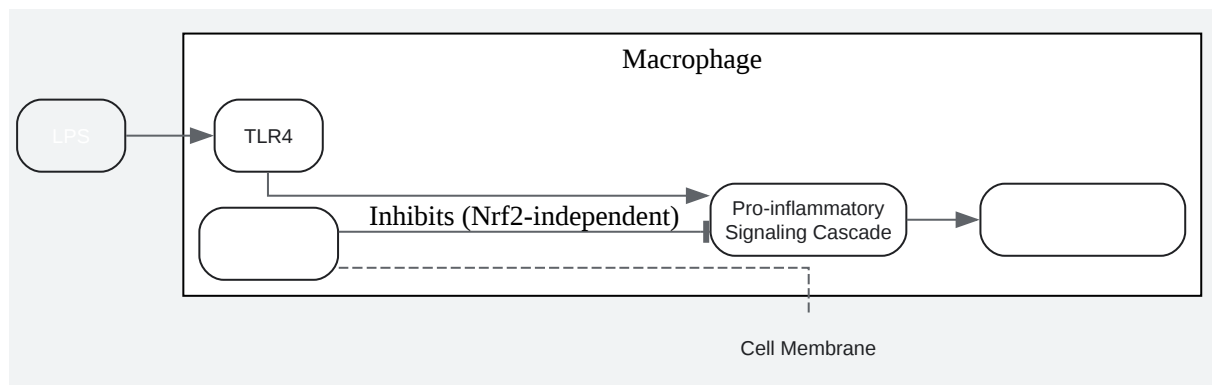 Macrophage
LPS
TLR4
Inhibits (Nrf2-independent)
Pro-inflammatory
Signaling Cascade
Cell Membrane